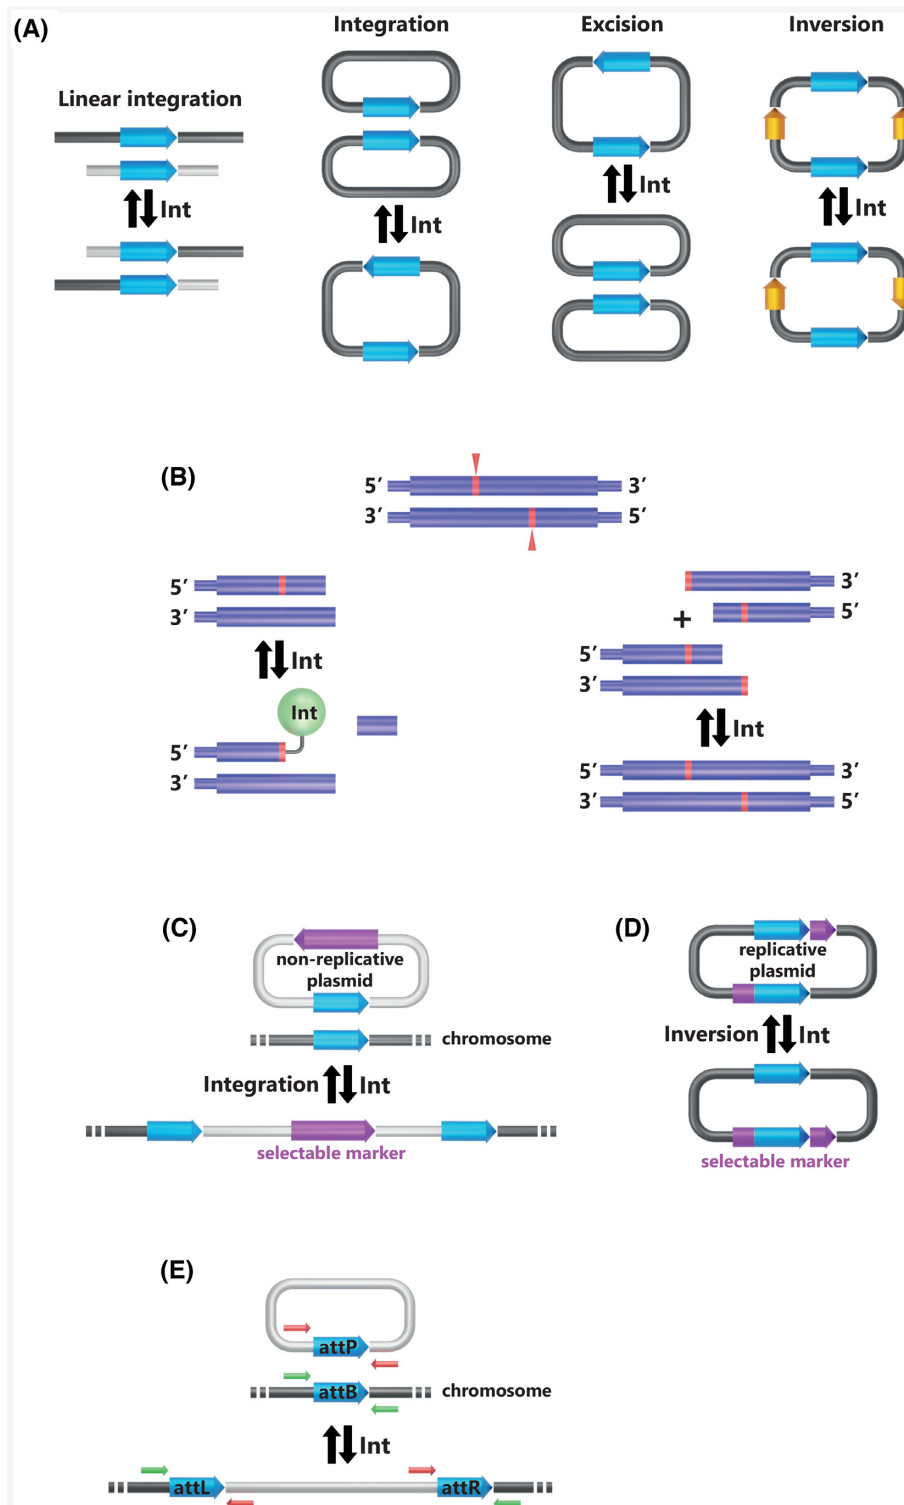 (A)
Integration
Excision
Inversion
Linear integration
Int
Int
Int
Int
(B)
5′ 3′
3′ 5′
5′
3′
Int
Int
5′
3′
3′
5′
+
5′
3′
Int
5′ 3′
3′ 5′
(C)
non-replicative
plasmid
chromosome
Integration Int
selectable marker
(D)
replicative
plasmid
Inversion Int
selectable marker
(E)
attP
attB chromosome
Int
attL attR